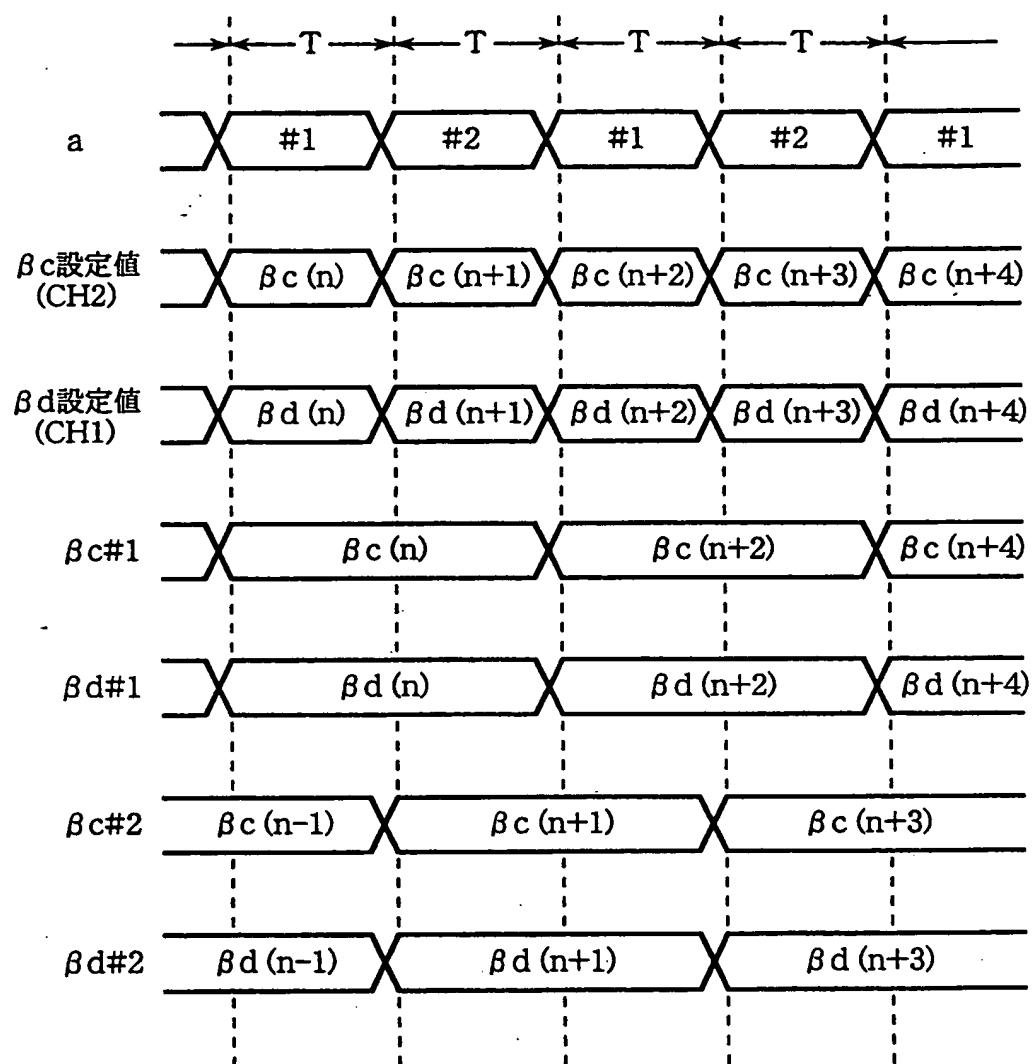 T T T T
a #1 #2 #1 #2 #1
βc設定値
(CH2)
βc(n) βc(n+1) βc(n+2) βc(n+3) βc(n+4)
βd設定値
(CH1)
βd(n) βd(n+1) βd(n+2) βd(n+3) βd(n+4)
βc#1 βc(n) βc(n+2) βc(n+4)
βd#1 βd(n) βd(n+2) βd(n+4)
βc#2 βc(n-1) βc(n+1) βc(n+3)
βd#2 βd(n-1) βd(n+1) βd(n+3)